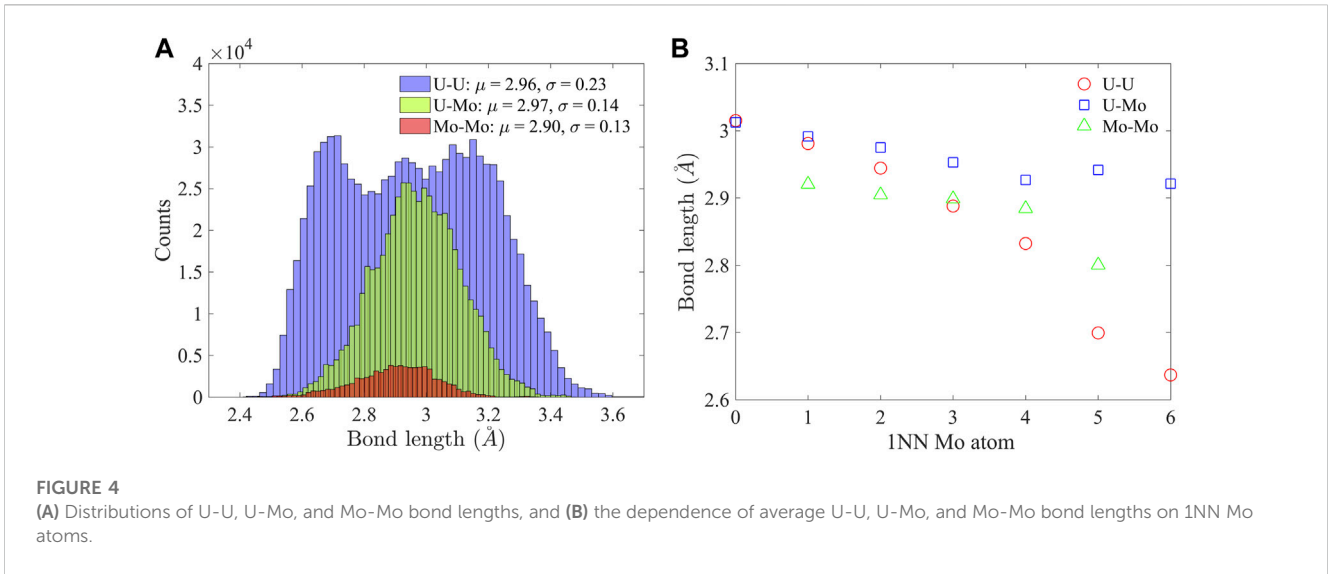 A
×10⁴
4
3.5
3
2.5
2
1.5
1
0.5
0
Counts
2.4 2.6 2.8 3 3.2 3.4 3.6
Bond length (Å)
U-U: μ = 2.96, σ = 0.23
U-Mo: μ = 2.97, σ = 0.14
Mo-Mo: μ = 2.90, σ = 0.13
B
3.1
3
2.9
2.8
2.7
2.6
Bond length (Å)
0 1 2 3 4 5 6
1NN Mo atom
U-U
U-Mo
Mo-Mo
FIGURE 4
(A) Distributions of U-U, U-Mo, and Mo-Mo bond lengths, and (B) the dependence of average U-U, U-Mo, and Mo-Mo bond lengths on 1NN Mo
atoms.